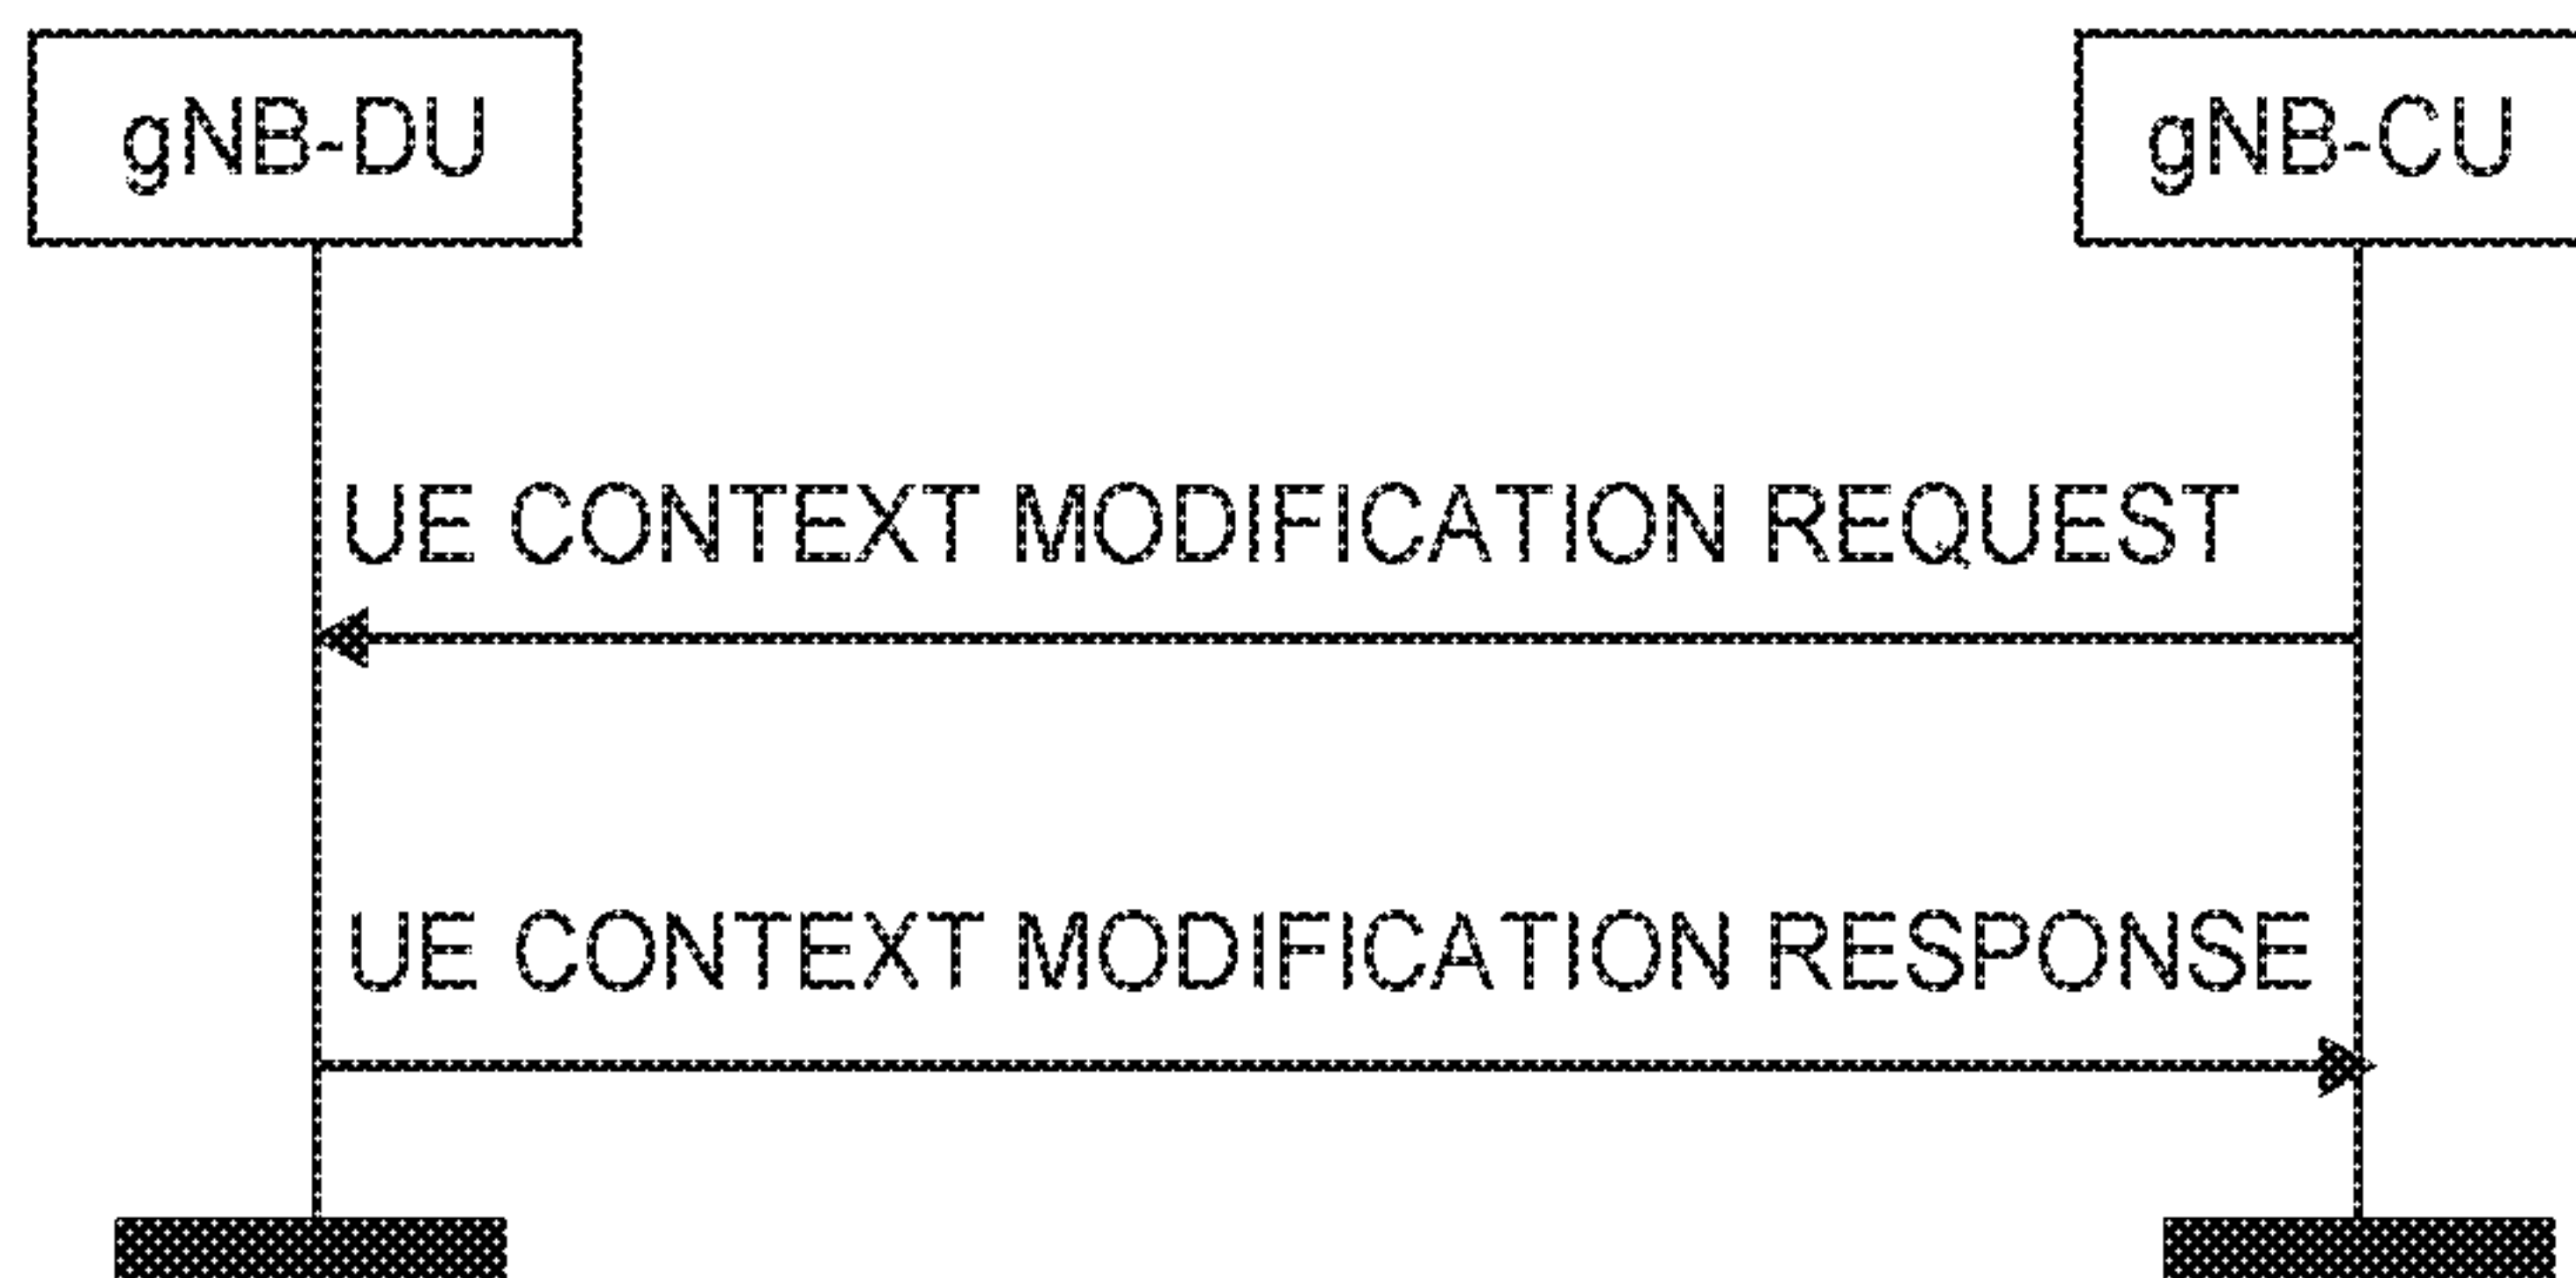 gNB-DU
gNB-CU
UE CONTEXT MODIFICATION REQUEST
UE CONTEXT MODIFICATION RESPONSE